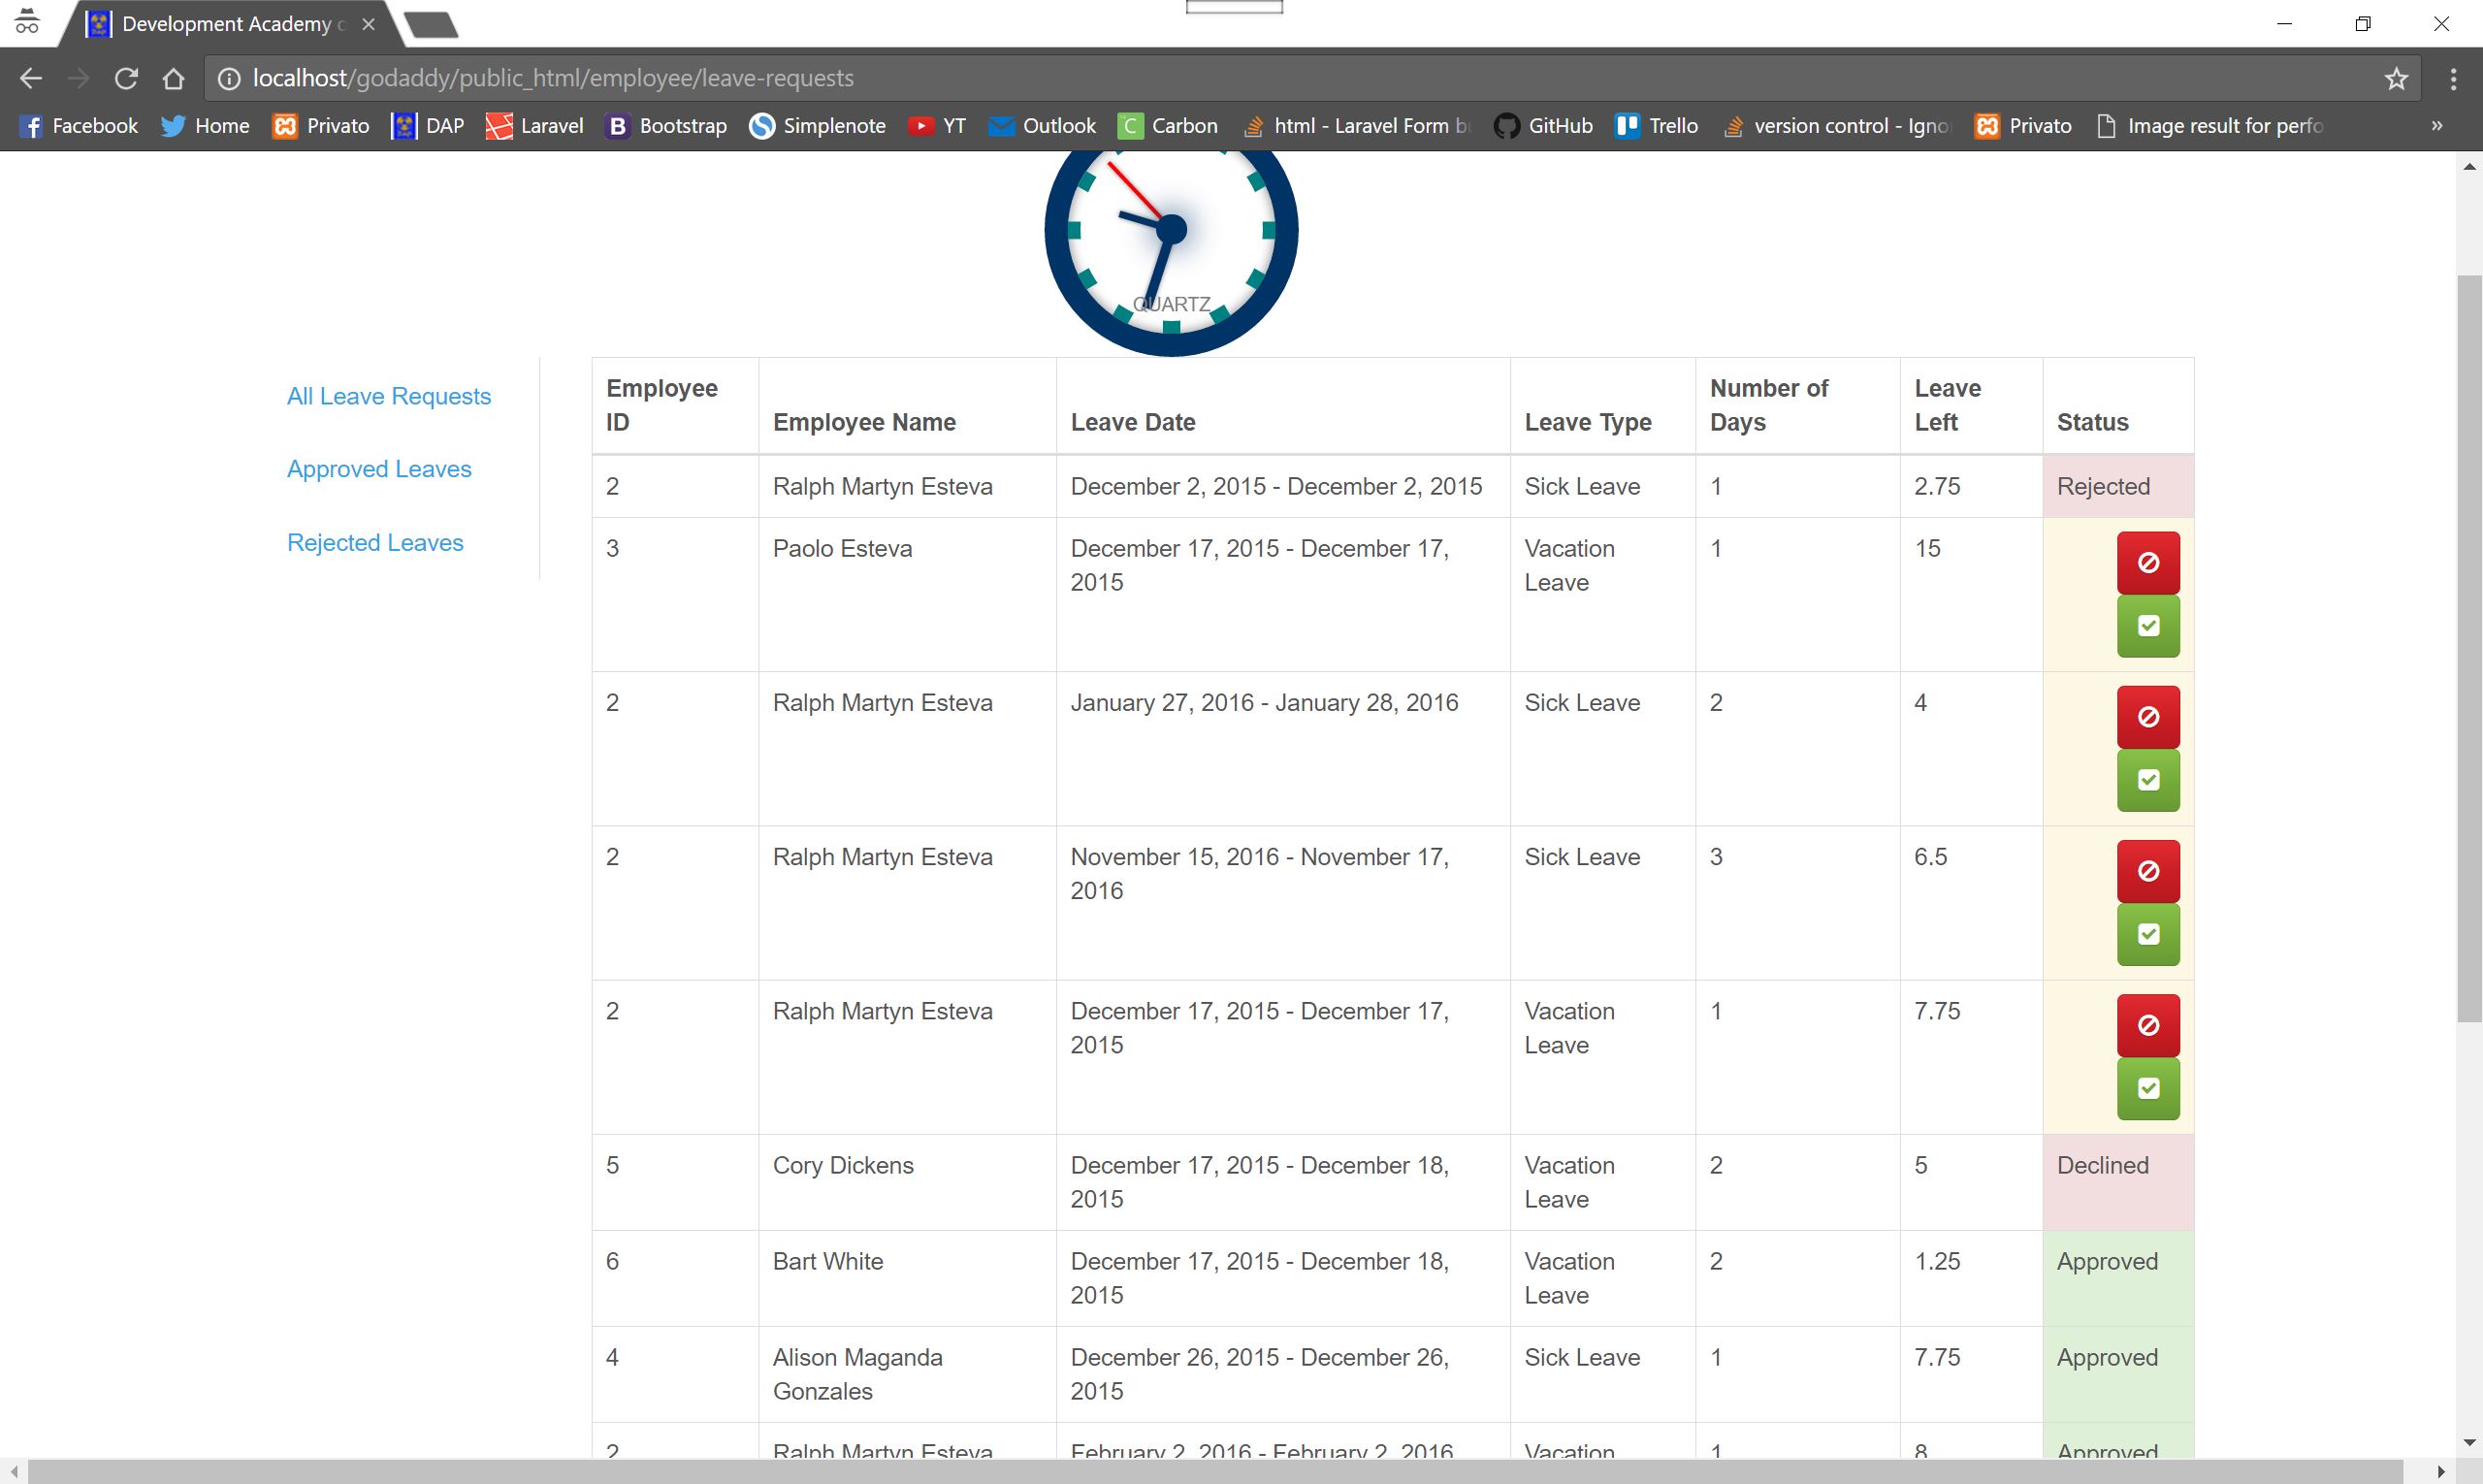 Development Academy o
localhost/godaddy/public_html/employee/leave-requests
Facebook Home Privato DAP Laravel Bootstrap Simplenote YT Outlook Carbon html - Laravel Form bu GitHub Trello version control - Igno Privato Image result for perfo »
QUARTZ
All Leave Requests
Approved Leaves
Rejected Leaves
Employee ID Employee Name Leave Date Leave Type Number of Days Leave Left Status
2 Ralph Martyn Esteva December 2, 2015 - December 2, 2015 Sick Leave 1 2.75 Rejected
3 Paolo Esteva December 17, 2015 - December 17, Vacation 1 15
2015 Leave
2 Ralph Martyn Esteva January 27, 2016 - January 28, 2016 Sick Leave 2 4
2 Ralph Martyn Esteva November 15, 2016 - November 17, Sick Leave 3 6.5
2016
2 Ralph Martyn Esteva December 17, 2015 - December 17, Vacation 1 7.75
2015 Leave
5 Cory Dickens December 17, 2015 - December 18, Vacation 2 5 Declined
2015 Leave
6 Bart White December 17, 2015 - December 18, Vacation 2 1.25 Approved
2015 Leave
4 Alison Maganda December 26, 2015 - December 26, Sick Leave 1 7.75 Approved
Gonzales 2015
2 Ralph Martyn Esteva February 2, 2016 - February 2, 2016 Vacation 1 8 Approved